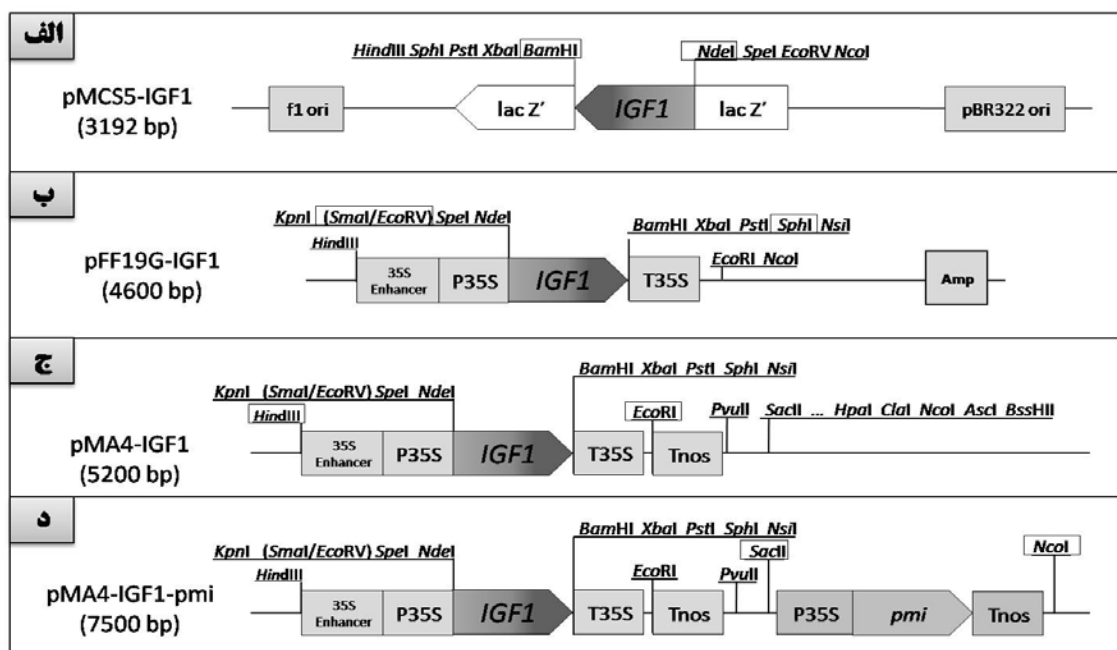 الف
HindIII SphI PstI XbaI BamHI
NdeI SpeI EcoRV NcoI
pMCS5-IGF1
(3192 bp)
f1 ori
lac Z'
IGF1
lac Z'
pBR322 ori
ب
KpnI (SmaI/EcoRV) SpeI NdeI
BamHI XbaI PstI SphI NsiI
pFF19G-IGF1
(4600 bp)
HindIII
EcoRI NcoI
35S
Enhancer
P35S
IGF1
T35S
Amp
ج
BamHI XbaI PstI SphI NsiI
KpnI (SmaI/EcoRV) SpeI NdeI
HindIII
EcoRI
PvuII
SacII ... HpaI ClaI NcoI AscI BssHII
pMA4-IGF1
(5200 bp)
35S
Enhancer
P35S
IGF1
T35S
Tnos
د
BamHI XbaI PstI SphI NsiI
KpnI (SmaI/EcoRV) SpeI NdeI
SacII
NcoI
HindIII
EcoRI
PvuII
pMA4-IGF1-pmi
(7500 bp)
35S
Enhancer
P35S
IGF1
T35S
Tnos
P35S
pmi
Tnos